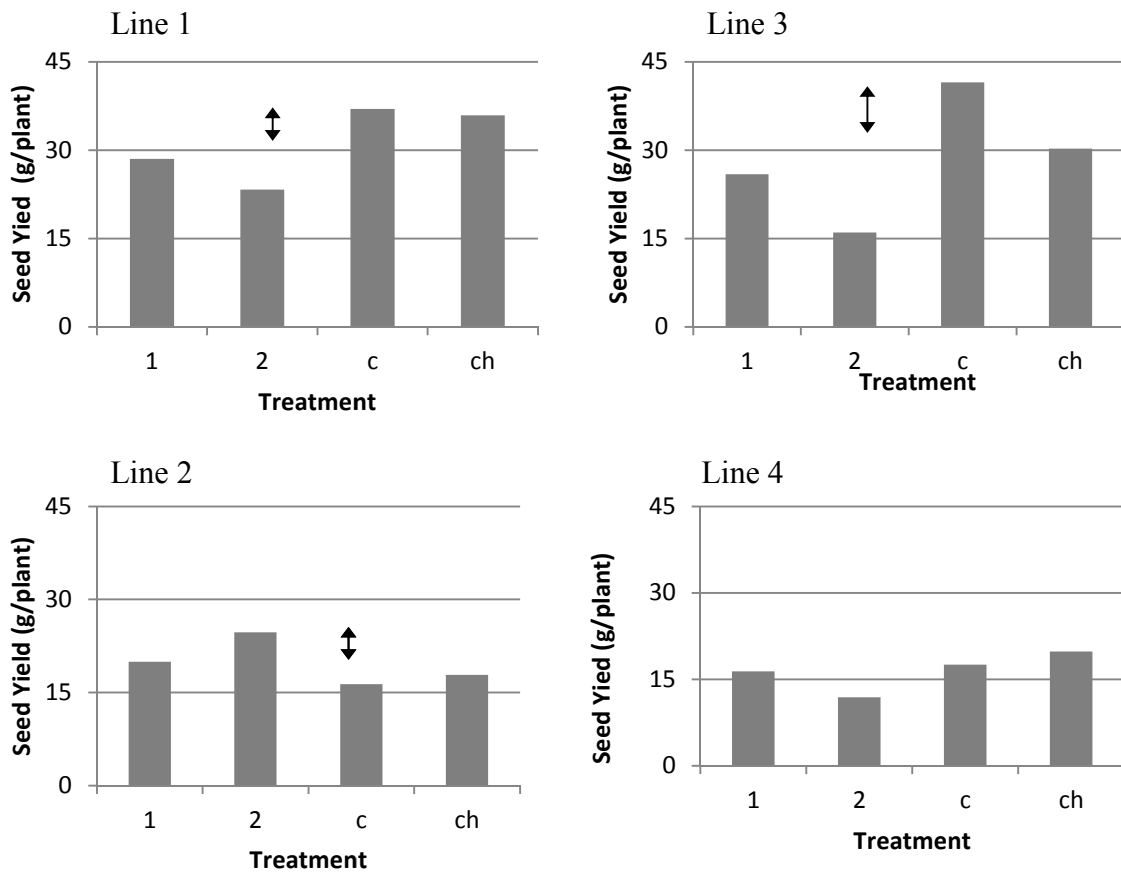 Line 1
Seed Yied (g/plant)
45
30
15
0
1 2 c ch
Treatment
Line 3
Seed Yield (g/plant)
45
30
15
0
1 2 c ch
Treatment
Line 2
Seed Yield (g/plant)
45
30
15
0
1 2 c ch
Treatment
Line 4
Seed Yied (g/plant)
45
30
15
0
1 2 c ch
Treatment